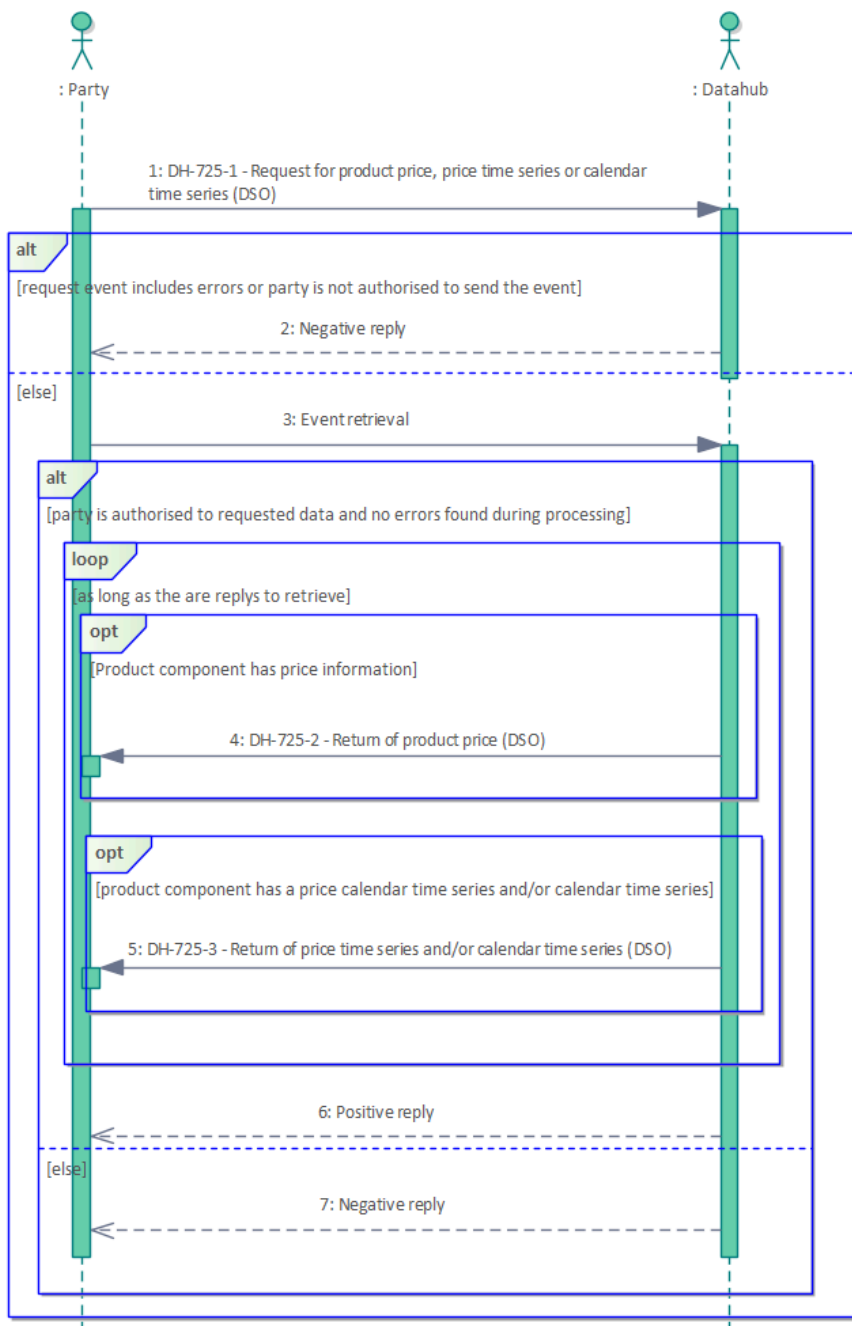 : Party
: Datahub
1: DH-725-1 - Request for product price, price time series or calendar
time series (DSO)
alt
[request event includes errors or party is not authorised to send the event]
2: Negative reply
[else]
3: Event retrieval
alt
[party is authorised to requested data and no errors found during processing]
loop
[as long as the are replys to retrieve]
opt
[Product component has price information]
4: DH-725-2 - Return of product price (DSO)
opt
[product component has a price calendar time series and/or calendar time series]
5: DH-725-3 - Return of price time series and/or calendar time series (DSO)
6: Positive reply
[else]
7: Negative reply